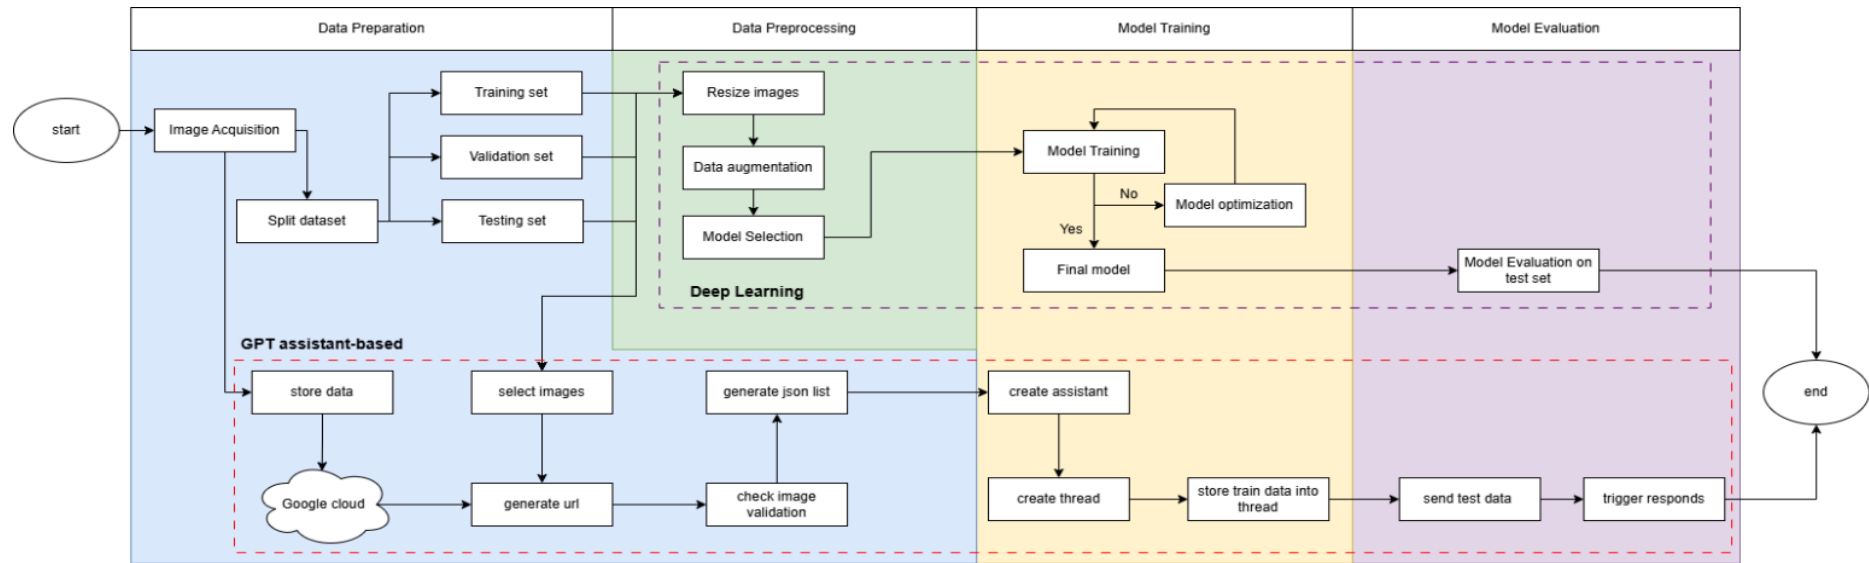 Data Preparation
Data Preprocessing
Model Training
Model Evaluation
start
Image Acquisition
Split dataset
Training set
Validation set
Testing set
Resize images
Data augmentation
Model Selection
Deep Learning
Model Training
No
Model optimization
Yes
Final model
Model Evaluation on
test set
GPT assistant-based
store data
Google cloud
select images
generate url
check image
validation
generate json list
create assistant
create thread
store train data into
thread
send test data
trigger responds
end